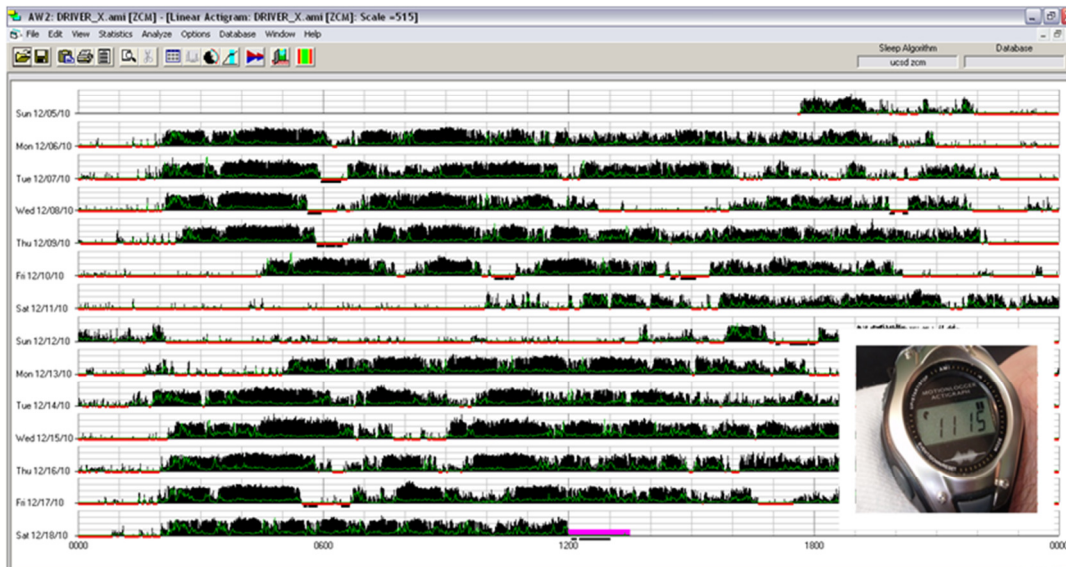 AW2: DRIVER_X.ami [ZCM] - [Linear Actigram: DRIVER_X.ami [ZCM]: Scale =515]
File Edit View Statistics Analyze Options Database Window Help
Sleep Algorithm Database
ucsd zcm
Sun 12/05/10
Mon 12/06/10
Tue 12/07/10
Wed 12/08/10
Thu 12/09/10
Fri 12/10/10
Sat 12/11/10
Sun 12/12/10
Mon 12/13/10
Tue 12/14/10
Wed 12/15/10
Thu 12/16/10
Fri 12/17/10
Sat 12/18/10
0000 0600 1200 1800 0000
MOTIONLOGGER
ACTIGRAPH